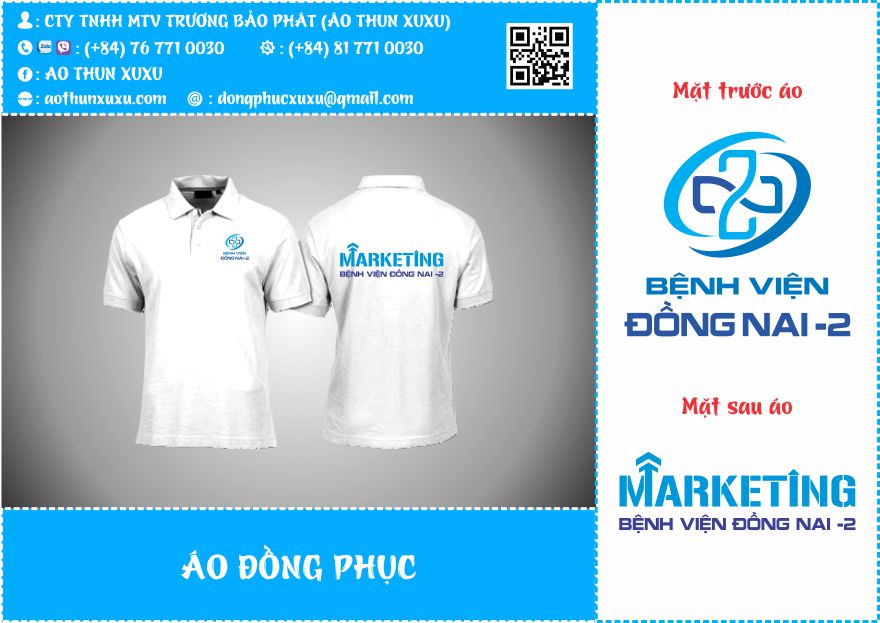 : CTY TNHH MTV TRƯƠNG BẢO PHÁT (ÁO THUN XUXU)
Zalo : (+84) 76 771 0030 : (+84) 81 771 0030
: AO THUN XUXU
www : aothunxuxu.com @ : dongphucxuxu@gmail.com
BỆNH VIỆN
ĐỒNG NAI -2
MARKETING
BỆNH VIỆN ĐỒNG NAI -2
ÁO ĐỒNG PHỤC
Mặt trước áo
BỆNH VIỆN
ĐỒNG NAI -2
Mặt sau áo
MARKETING
BỆNH VIỆN ĐỒNG NAI -2